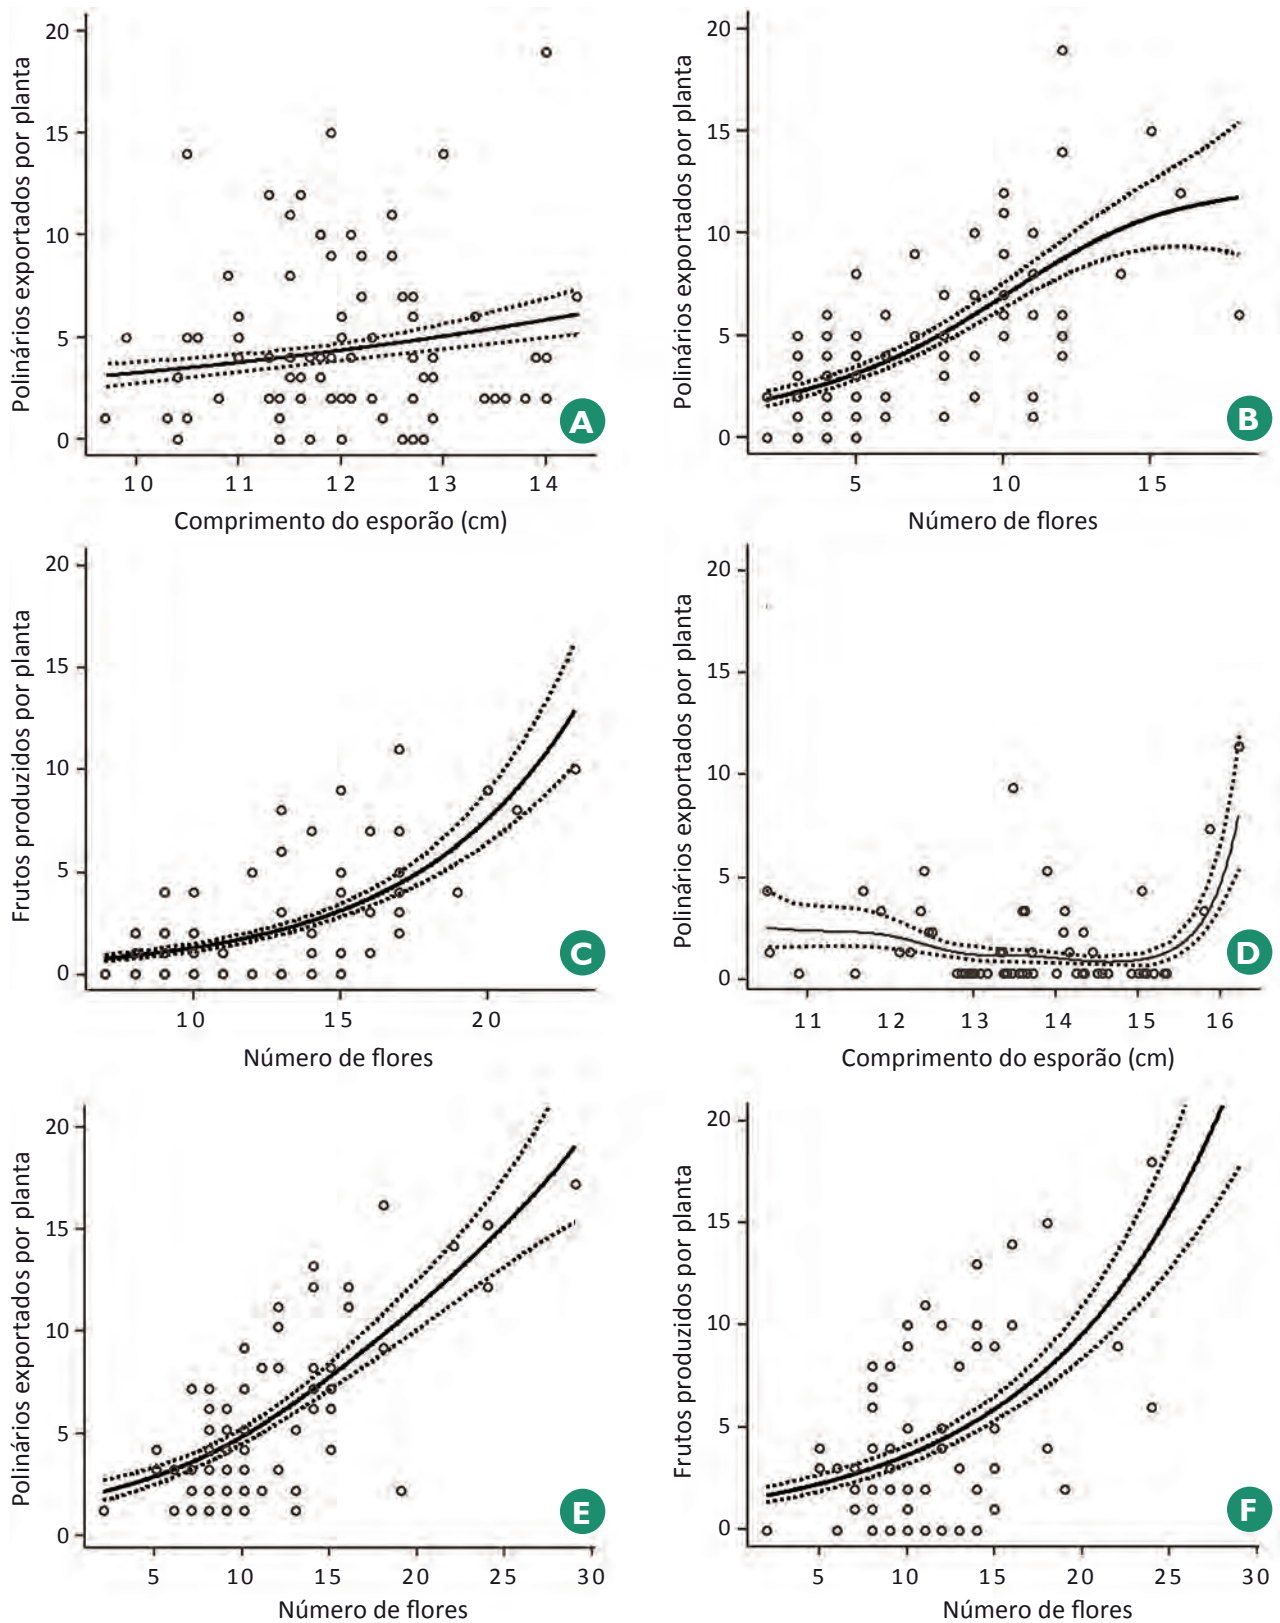 Polinários exportados por planta
20
15
10
5
0
10 11 12 13 14
Comprimento do esporão (cm)
A
Polinários exportados por planta
20
15
10
5
0
5 10 15
Número de flores
B
Frutos produzidos por planta
20
15
10
5
0
10 15 20
Número de flores
C
Polinários exportados por planta
20
15
10
5
0
11 12 13 14 15 16
Comprimento do esporão (cm)
D
Polinários exportados por planta
20
15
10
5
0
5 10 15 20 25 30
Número de flores
E
Frutos produzidos por planta
20
15
10
5
0
5 10 15 20 25 30
Número de flores
F